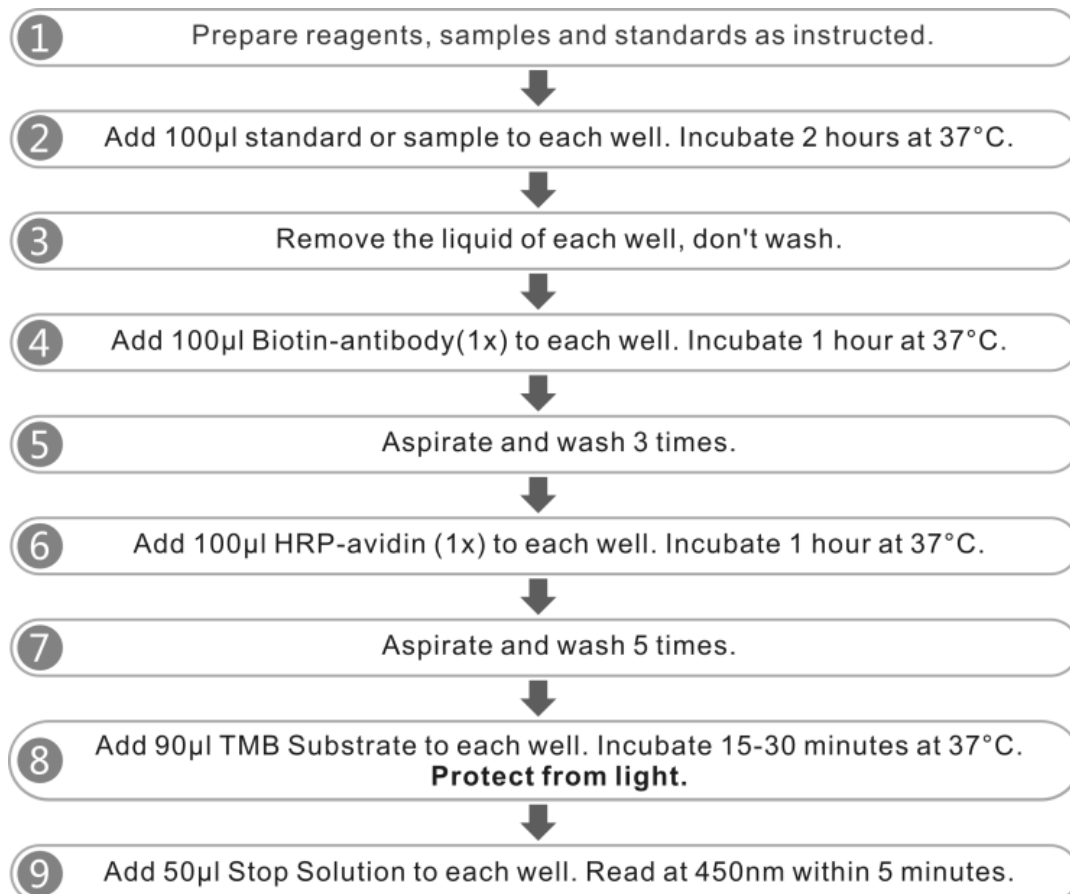 1
Prepare reagents, samples and standards as instructed.
2
Add 100μl standard or sample to each well. Incubate 2 hours at 37°C.
3
Remove the liquid of each well, don't wash.
4
Add 100μl Biotin-antibody(1x) to each well. Incubate 1 hour at 37°C.
5
Aspirate and wash 3 times.
6
Add 100μl HRP-avidin (1x) to each well. Incubate 1 hour at 37°C.
7
Aspirate and wash 5 times.
8
Add 90μl TMB Substrate to each well. Incubate 15-30 minutes at 37°C.
Protect from light.
9
Add 50μl Stop Solution to each well. Read at 450nm within 5 minutes.